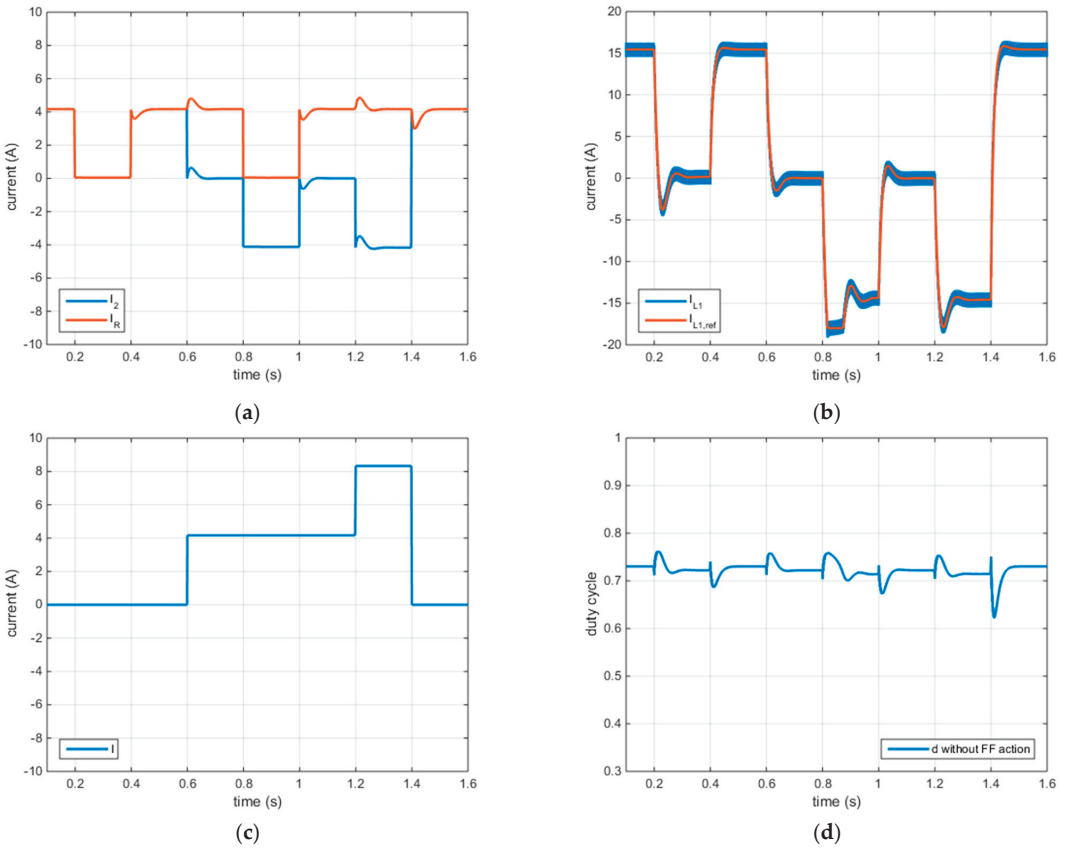 10
8
6
4
2
0
-2
-4
-6
-8
-10
current (A)
0.2 0.4 0.6 0.8 1 1.2 1.4 1.6
time (s)
I_2
I_R
(a)
20
15
10
5
0
-5
-10
-15
-20
current (A)
0.2 0.4 0.6 0.8 1 1.2 1.4 1.6
time (s)
I_L1
I_L1,ref
(b)
10
8
6
4
2
0
-2
-4
-6
-8
-10
current (A)
0.2 0.4 0.6 0.8 1 1.2 1.4 1.6
time (s)
I
(c)
1
0.9
0.8
0.7
0.6
0.5
0.4
0.3
duty cycle
0.2 0.4 0.6 0.8 1 1.2 1.4 1.6
time (s)
d without FF action
(d)